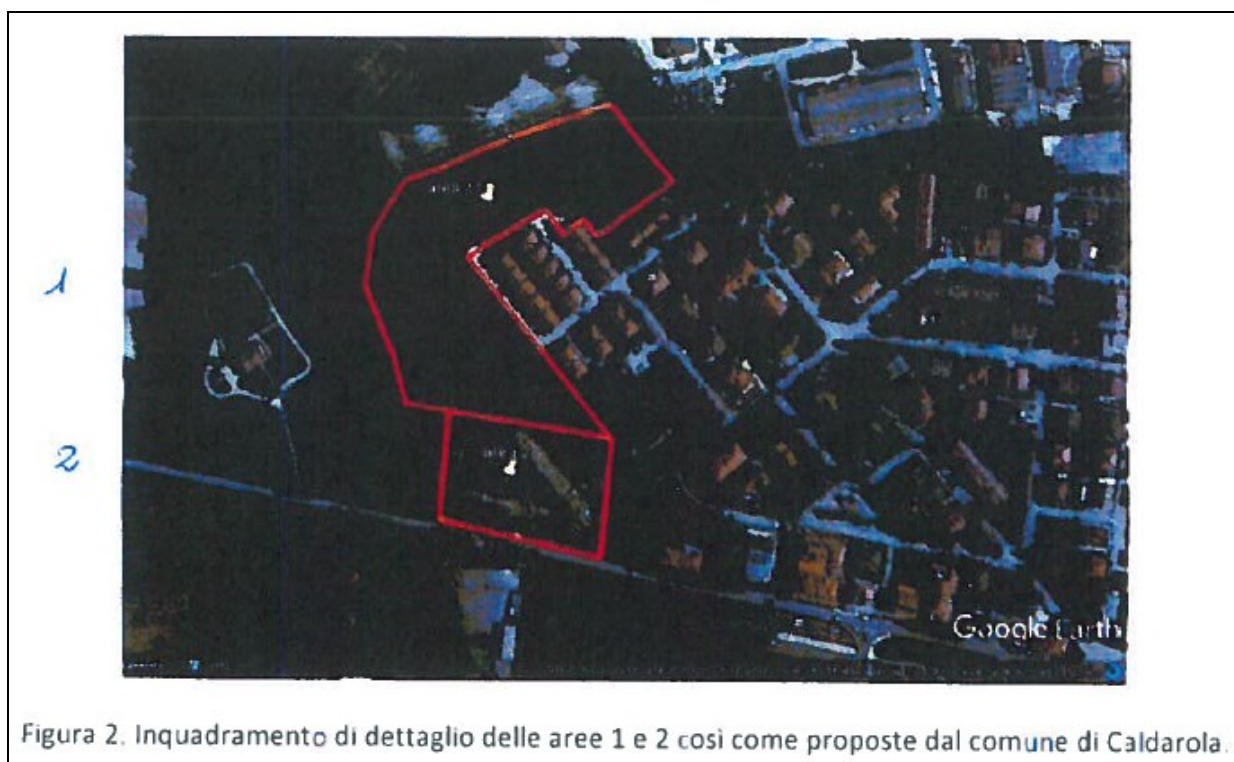 1
2
Google Earth
Figura 2. Inquadramento di dettaglio delle aree 1 e 2 così come proposte dal comune di Caldarola.